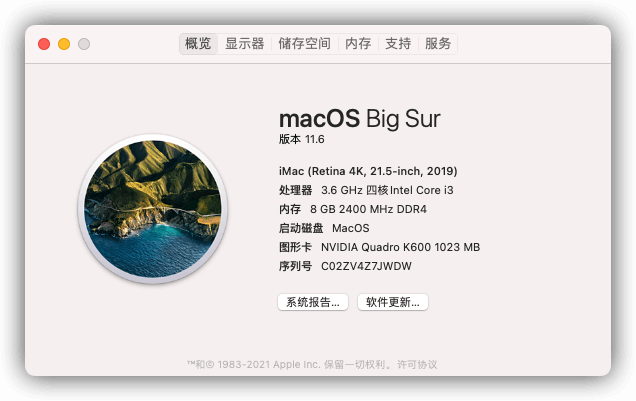 概览 显示器 储存空间 内存 支持 服务
macOS Big Sur
版本 11.6
iMac (Retina 4K, 21.5-inch, 2019)
处理器 3.6 GHz 四核Intel Core i3
内存 8 GB 2400 MHz DDR4
启动磁盘 MacOS
图形卡 NVIDIA Quadro K600 1023 MB
序列号 C02ZV4Z7JWDW
系统报告... 软件更新...
™和© 1983-2021 Apple Inc. 保留一切权利。许可协议